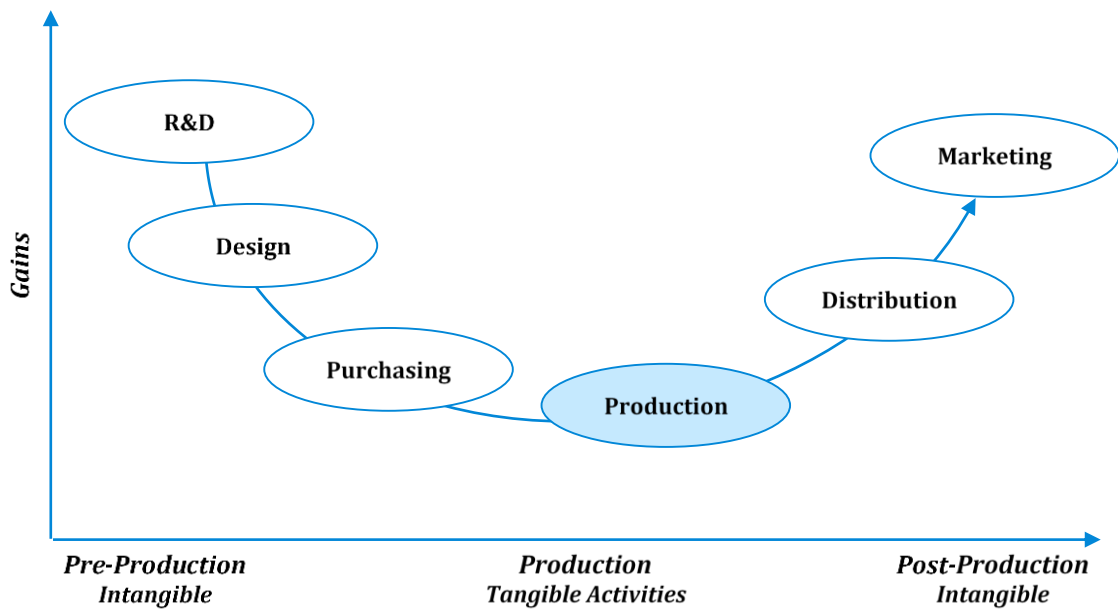 R&D
Marketing
Design
Distribution
Purchasing
Production
Gains
Pre-Production
Intangible
Production
Tangible Activities
Post-Production
Intangible